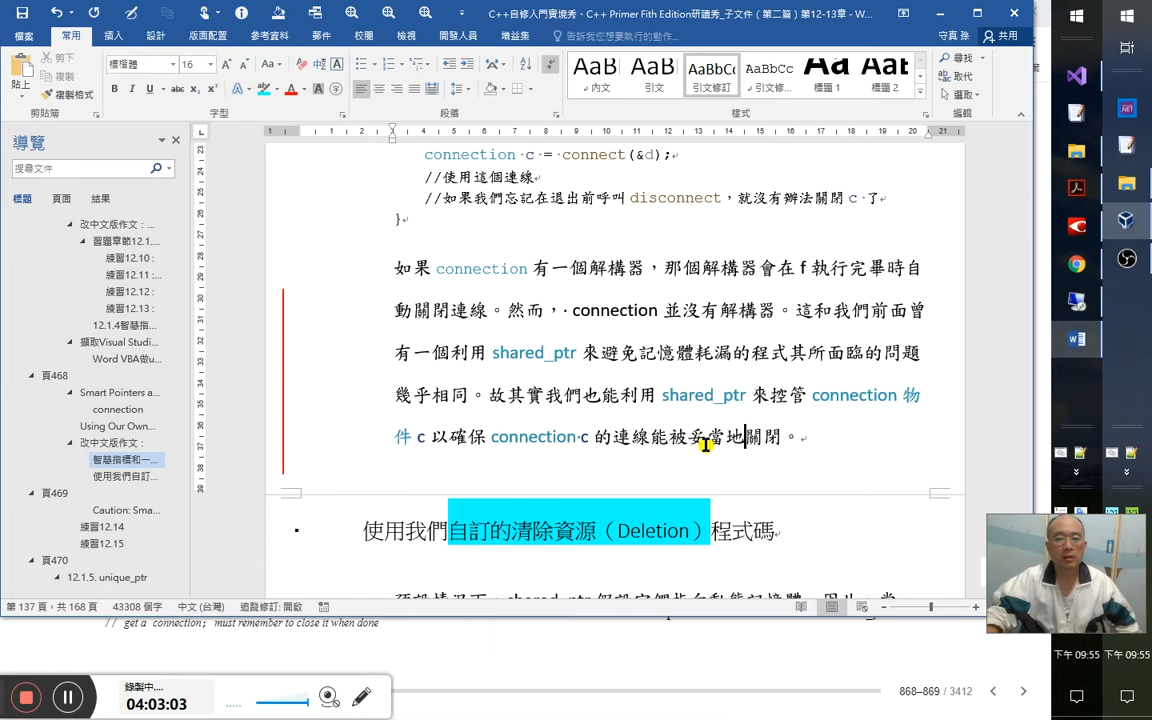 C++自修入門實境秀、C++ Primer Fith Edition研讀秀_子文件（第二篇）第12-13章 - W...
檔案 常用 插入 設計 版面配置 參考資料 郵件 校閱 檢視 開發人員 增益集 告訴我您想要執行的動作... 守真 孫 共用
貼上 剪下 複製 複製格式
標楷體 16
B I U abc x₂ x² A
AaB AaB AaBbCc AaBbCc Aa AaB
內文 引文 引文修訂 引文修... 標題 1 標題 2
尋找 取代 選取
剪貼簿 字型 段落 樣式 編輯
導覽
搜尋文件
標題 頁面 結果
改中文版作文：...
習題章節12.1....
練習12.10：
練習12.11：...
練習12.12：
練習12.13：
12.1.4智慧指...
擷取Visual Studi...
Word VBA做u...
頁468
Smart Pointers a...
connection
Using Our Own...
改中文版作文：...
智慧指標和一...
使用我們自訂...
頁469
Caution: Sma...
練習12.14
練習12.15
頁470
12.1.5. unique_ptr
connection c = connect(&d);
//使用這個連線
//如果我們忘記在退出前呼叫 disconnect，就沒有辦法關閉 c 了
}
如果 connection 有一個解構器，那個解構器會在 f 執行完畢時自
動關閉連線。然而， connection 並沒有解構器。這和我們前面曾
有一個利用 shared_ptr 來避免記憶體耗漏的程式其所面臨的問題
幾乎相同。故其實我們也能利用 shared_ptr 來控管 connection 物
件 c 以確保 connection c 的連線能被妥當地關閉。
使用我們自訂的清除資源（Deletion）程式碼
第 137 頁，共 168 頁 43308 個字 中文 (台灣) 追蹤修訂: 開啟
// get a connection; must remember to close it when done
錄製中....
04:03:03
868–869 / 3412
下午 09:55 下午 09:55